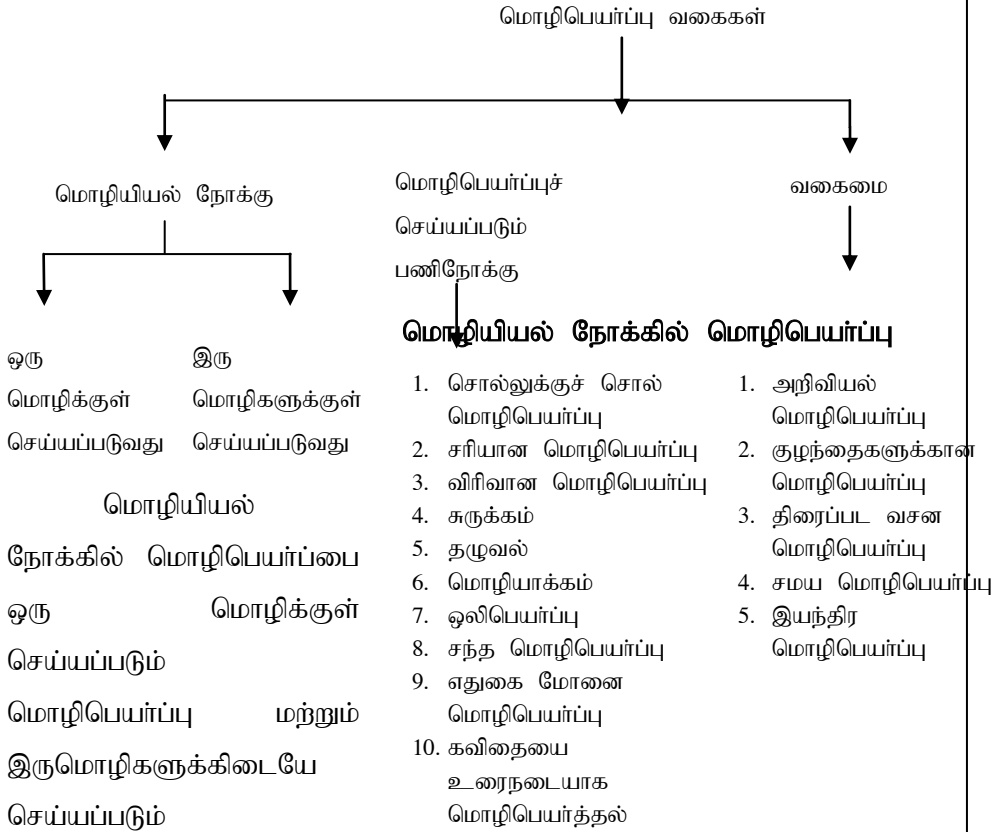 மொழிபெயர்ப்பு வகைகள்
மொழியியல் நோக்கு
மொழிபெயர்ப்புச்
செய்யப்படும்
பணிநோக்கு
வகைமை
ஒரு
மொழிக்குள்
செய்யப்படுவது
இரு
மொழிகளுக்குள்
செய்யப்படுவது
மொழியியல் நோக்கில் மொழிபெயர்ப்பு
1. சொல்லுக்குச் சொல்
மொழிபெயர்ப்பு
2. சரியான மொழிபெயர்ப்பு
3. விரிவான மொழிபெயர்ப்பு
4. சுருக்கம்
5. தழுவல்
6. மொழியாக்கம்
7. ஒலிபெயர்ப்பு
8. சந்த மொழிபெயர்ப்பு
9. எதுகை மோனை
மொழிபெயர்ப்பு
10. கவிதையை
உரைநடையாக
மொழிபெயர்த்தல்
1. அறிவியல்
மொழிபெயர்ப்பு
2. குழந்தைகளுக்கான
மொழிபெயர்ப்பு
3. திரைப்பட வசன
மொழிபெயர்ப்பு
4. சமய மொழிபெயர்ப்பு
5. இயந்திர
மொழிபெயர்ப்பு
மொழியியல்
நோக்கில் மொழிபெயர்ப்பை
ஒரு மொழிக்குள்
செய்யப்படும்
மொழிபெயர்ப்பு மற்றும்
இருமொழிகளுக்கிடையே
செய்யப்படும்